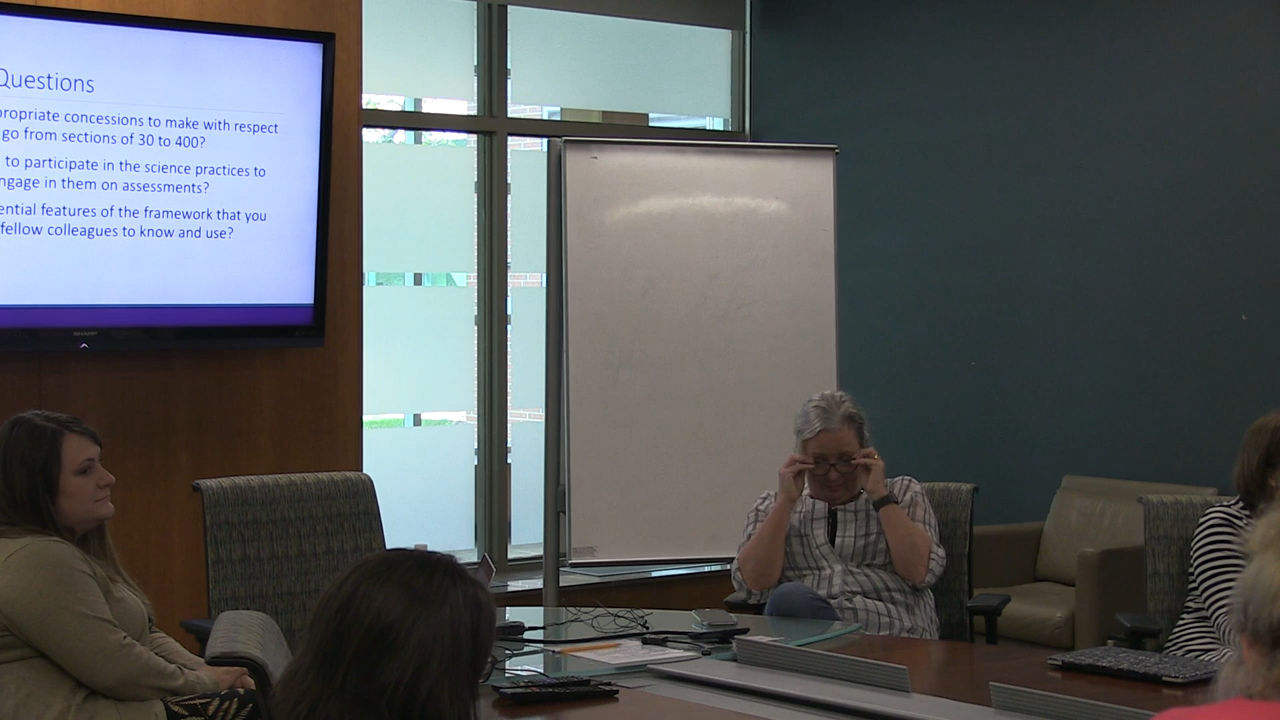 Questions
propriate concessions to make with respect
go from sections of 30 to 400?
to participate in the science practices to
ngage in them on assessments?
ential features of the framework that you
fellow colleagues to know and use?
SHARP